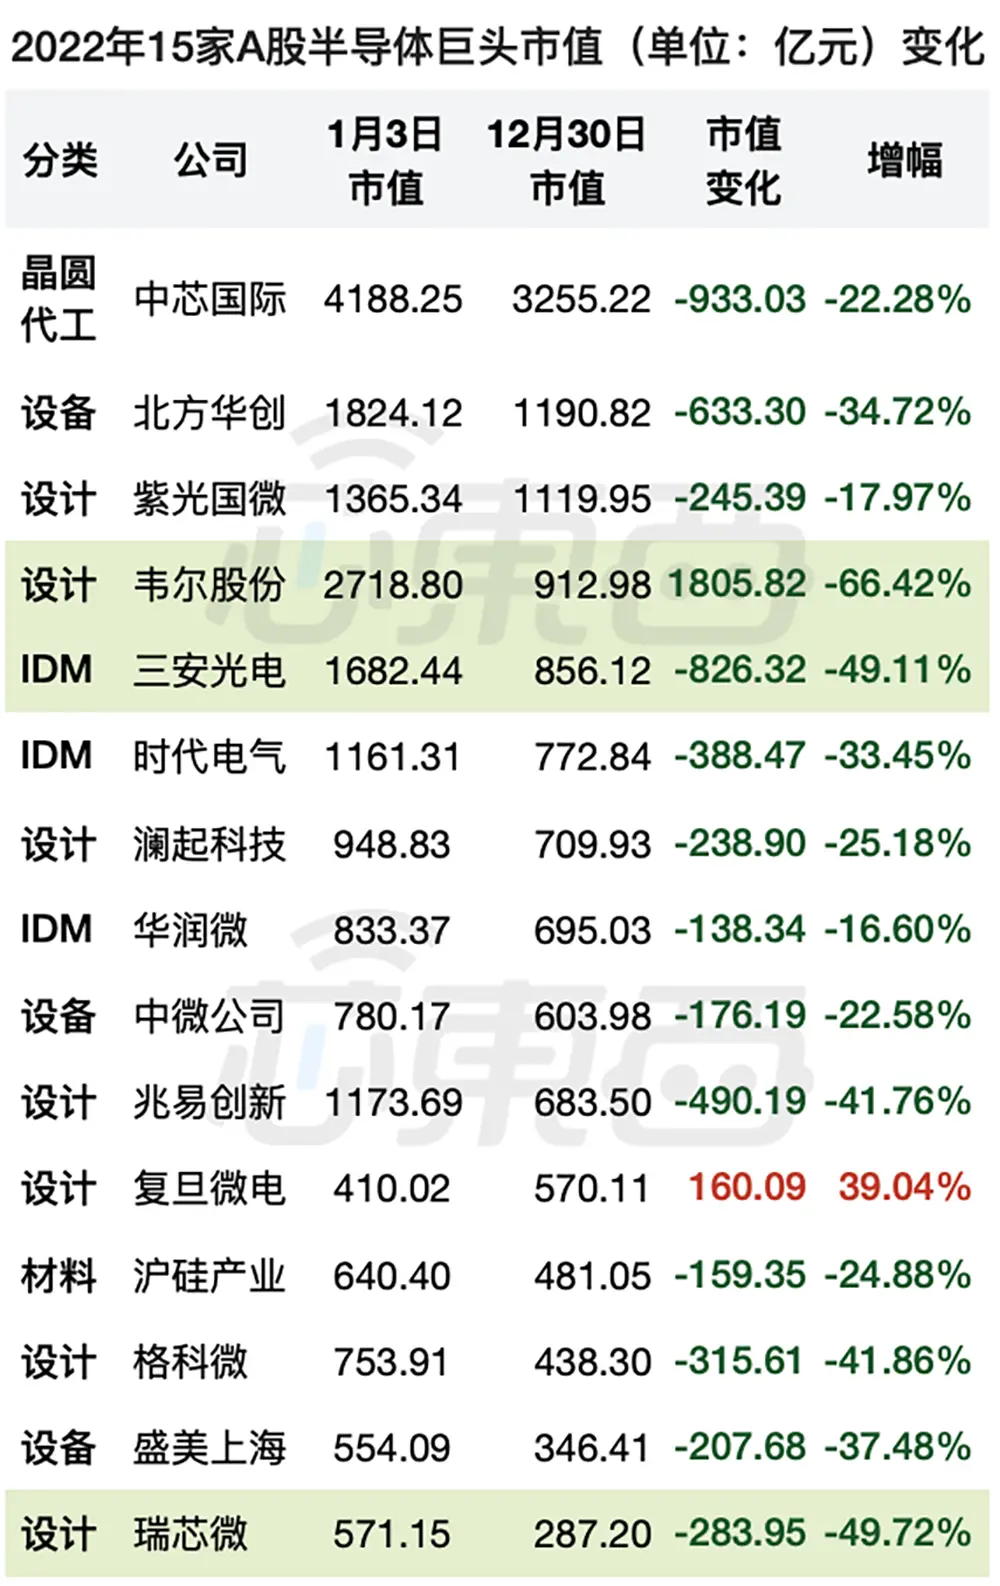 2022年15家A股半导体巨头市值（单位：亿元）变化
分类 公司 1月3日市值 12月30日市值 市值变化 增幅
晶圆代工 中芯国际 4188.25 3255.22 -933.03 -22.28%
设备 北方华创 1824.12 1190.82 -633.30 -34.72%
设计 紫光国微 1365.34 1119.95 -245.39 -17.97%
设计 韦尔股份 2718.80 912.98 1805.82 -66.42%
IDM 三安光电 1682.44 856.12 -826.32 -49.11%
IDM 时代电气 1161.31 772.84 -388.47 -33.45%
设计 澜起科技 948.83 709.93 -238.90 -25.18%
IDM 华润微 833.37 695.03 -138.34 -16.60%
设备 中微公司 780.17 603.98 -176.19 -22.58%
设计 兆易创新 1173.69 683.50 -490.19 -41.76%
设计 复旦微电 410.02 570.11 160.09 39.04%
材料 沪硅产业 640.40 481.05 -159.35 -24.88%
设计 格科微 753.91 438.30 -315.61 -41.86%
设备 盛美上海 554.09 346.41 -207.68 -37.48%
设计 瑞芯微 571.15 287.20 -283.95 -49.72%
芯東西
芯東西